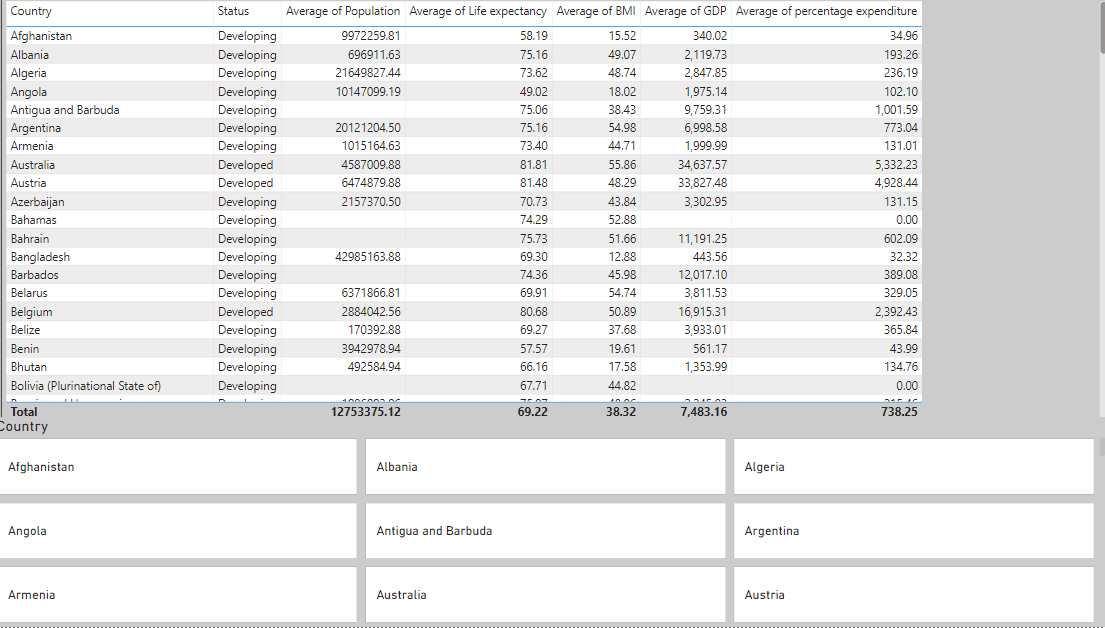 Country Status Average of Population Average of Life expectancy Average of BMI Average of GDP Average of percentage expenditure
Afghanistan Developing 9972259.81 58.19 15.52 340.02 34.96
Albania Developing 696911.63 75.16 49.07 2,119.73 193.26
Algeria Developing 21649827.44 73.62 48.74 2,847.85 236.19
Angola Developing 10147099.19 49.02 18.02 1,975.14 102.10
Antigua and Barbuda Developing 75.06 38.43 9,759.31 1,001.59
Argentina Developing 20121204.50 75.16 54.98 6,998.58 773.04
Armenia Developing 1015164.63 73.40 44.71 1,999.99 131.01
Australia Developed 4587009.88 81.81 55.86 34,637.57 5,332.23
Austria Developed 6474879.88 81.48 48.29 33,827.48 4,928.44
Azerbaijan Developing 2157370.50 70.73 43.84 3,302.95 131.15
Bahamas Developing 74.29 52.88 0.00
Bahrain Developing 75.73 51.66 11,191.25 602.09
Bangladesh Developing 42985163.88 69.30 12.88 443.56 32.32
Barbados Developing 74.36 45.98 12,017.10 389.08
Belarus Developing 6371866.81 69.91 54.74 3,811.53 329.05
Belgium Developed 2884042.56 80.68 50.89 16,915.31 2,392.43
Belize Developing 170392.88 69.27 37.68 3,933.01 365.84
Benin Developing 3942978.94 57.57 19.61 561.17 43.99
Bhutan Developing 492584.94 66.16 17.58 1,353.99 134.76
Bolivia (Plurinational State of) Developing 67.71 44.82 0.00
Total 12753375.12 69.22 38.32 7,483.16 738.25
Country
Afghanistan Albania Algeria
Angola Antigua and Barbuda Argentina
Armenia Australia Austria